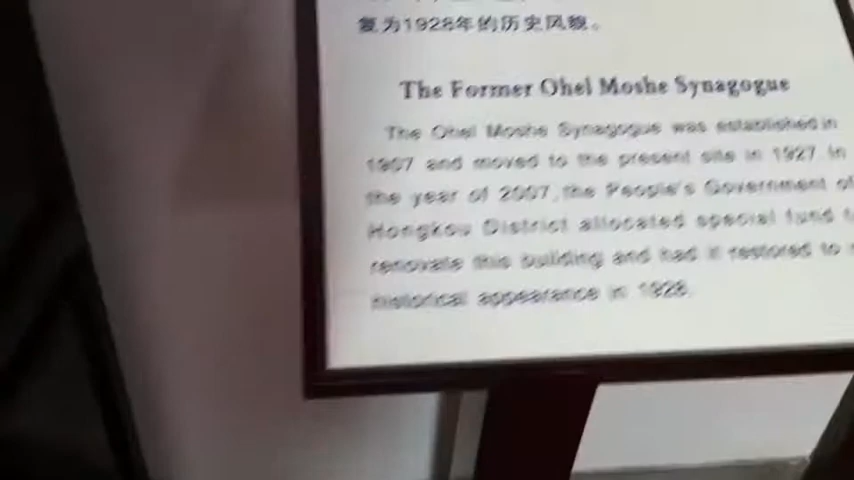 复为1928年的历史风貌。
The Former Ohel Moshe Synagogue
The Ohel Moshe Synagogue was established in
1907 and moved to the present site in 1927. In
the year of 2007, the People's Government of
Hongkou District allocated special fund
renovate this building and had it restored to
historical appearance in 1928.